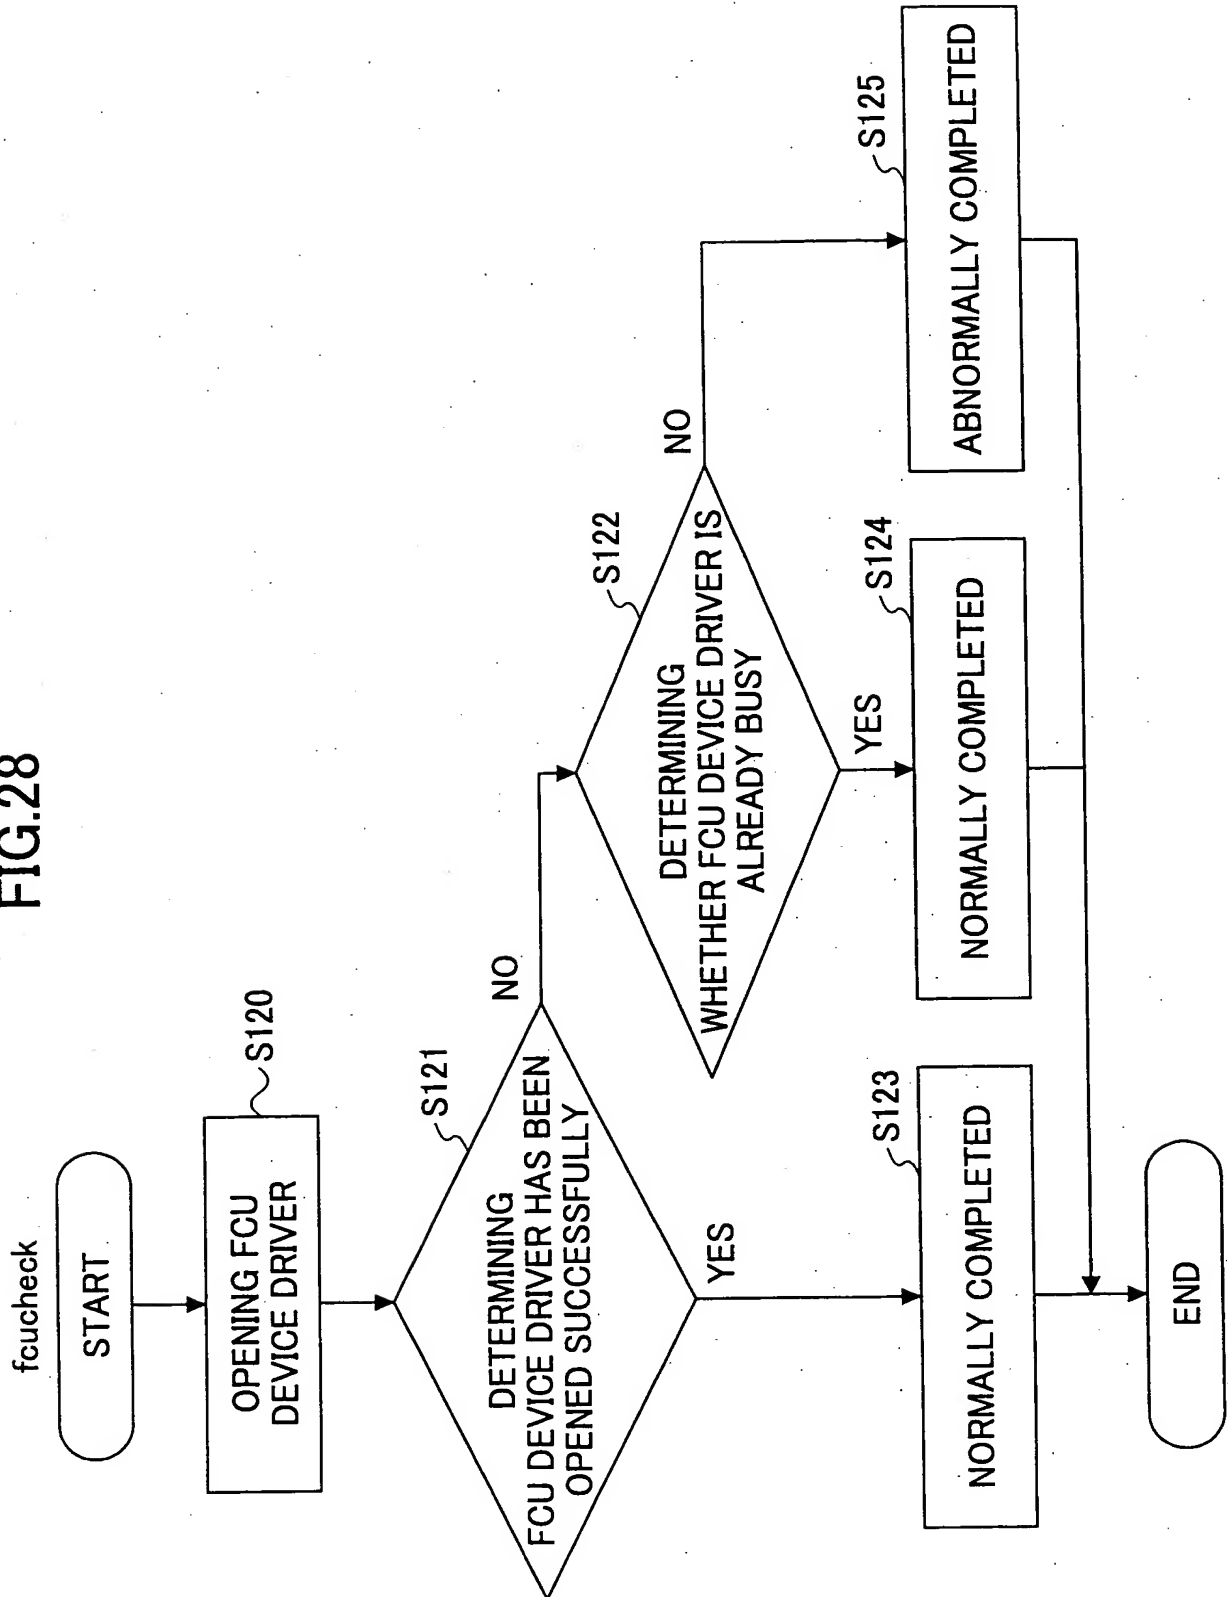 FIG.28
fcucheck
START
OPENING FCU
DEVICE DRIVER
S120
DETERMINING
FCU DEVICE DRIVER HAS BEEN
OPENED SUCCESSFULLY
S121
NO
YES
DETERMINING
WHETHER FCU DEVICE DRIVER IS
ALREADY BUSY
S122
NO
YES
NORMALLY COMPLETED
S123
NORMALLY COMPLETED
S124
ABNORMALLY COMPLETED
S125
END